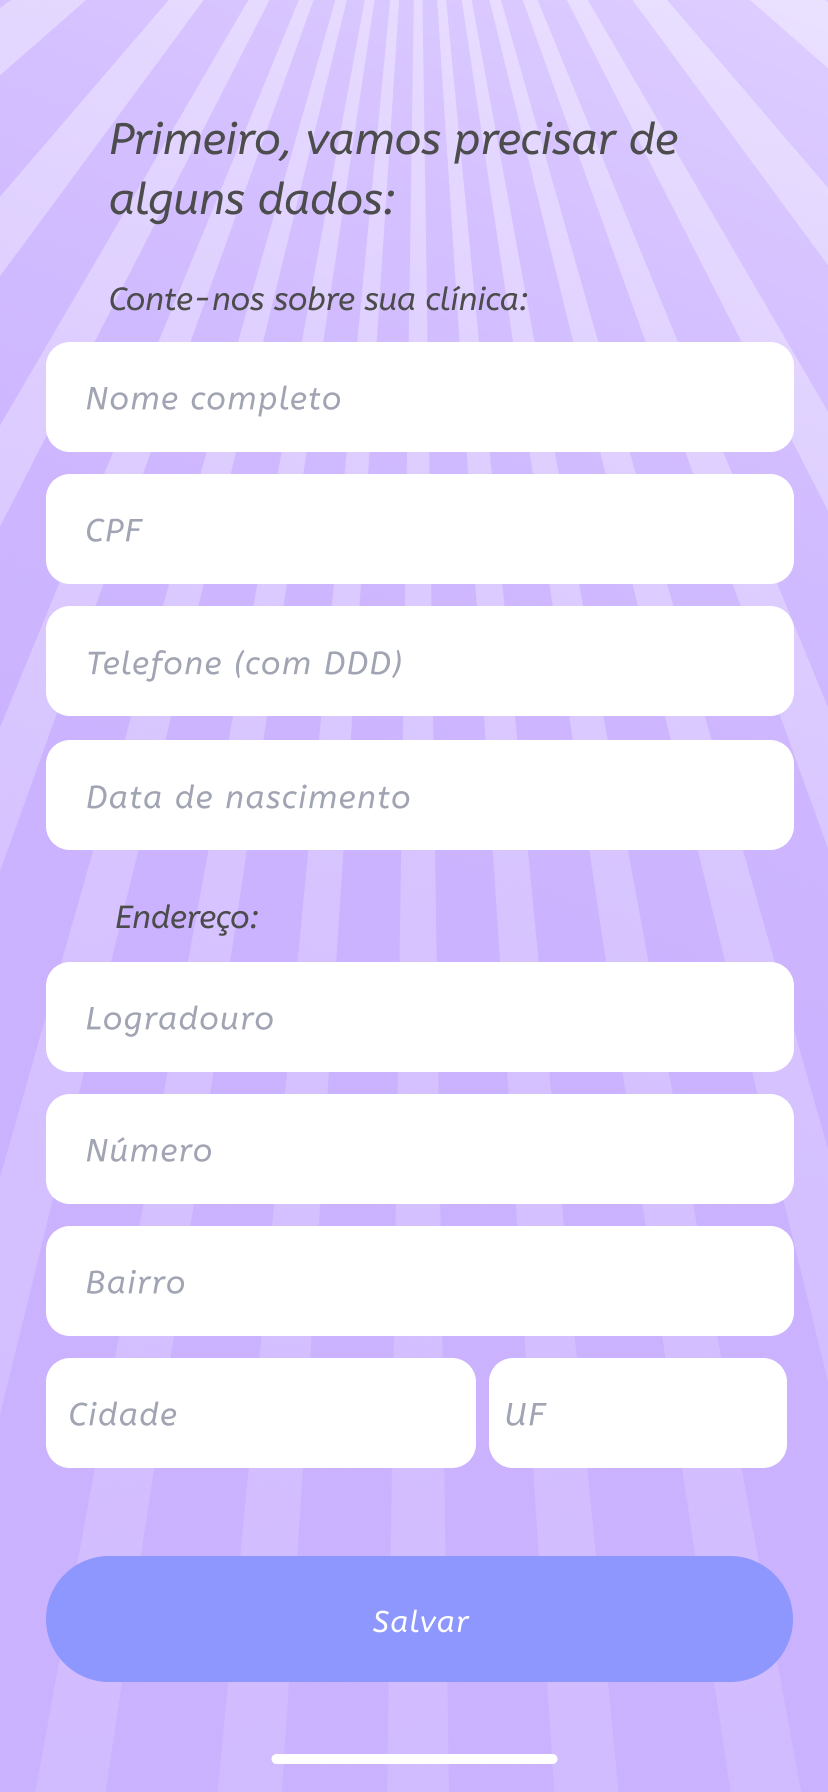 Primeiro, vamos precisar de
alguns dados:
Conte-nos sobre sua clínica:
Nome completo
CPF
Telefone (com DDD)
Data de nascimento
Endereço:
Logradouro
Número
Bairro
Cidade
UF
Salvar